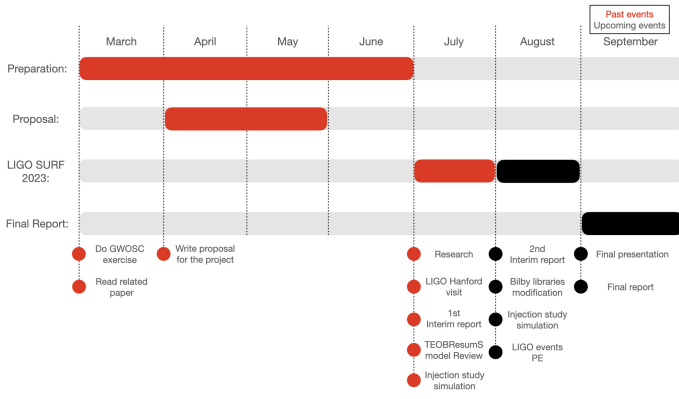 Past events
Upcoming events
March
April
May
June
July
August
September
Preparation:
Proposal:
LIGO SURF
2023:
Final Report:
Do GWOSC
exercise
Read related
paper
Write proposal
for the project
Research
LIGO Hanford
visit
1st
Interim report
TEOBResumS
model Review
Injection study
simulation
2nd
Interim report
Bilby libraries
modification
Injection study
simulation
LIGO events
PE
Final presentation
Final report